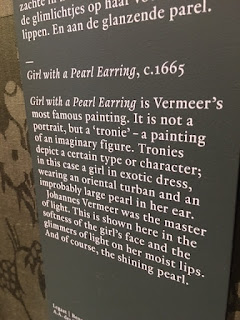 zachte in
de glimlichtjes op haar vo
lippen. En aan de glanzende parel.
—
Girl with a Pearl Earring, c.1665
Girl with a Pearl Earring is Vermeer's
most famous painting. It is not a
portrait, but a 'tronie' – a painting
of an imaginary figure. Tronies
depict a certain type or character;
in this case a girl in exotic dress,
wearing an oriental turban and an
improbably large pearl in her ear.
Johannes Vermeer was the master
of light. This is shown here in the
softness of the girl's face and the
glimmers of light on her moist lips.
And of course, the shining pearl.